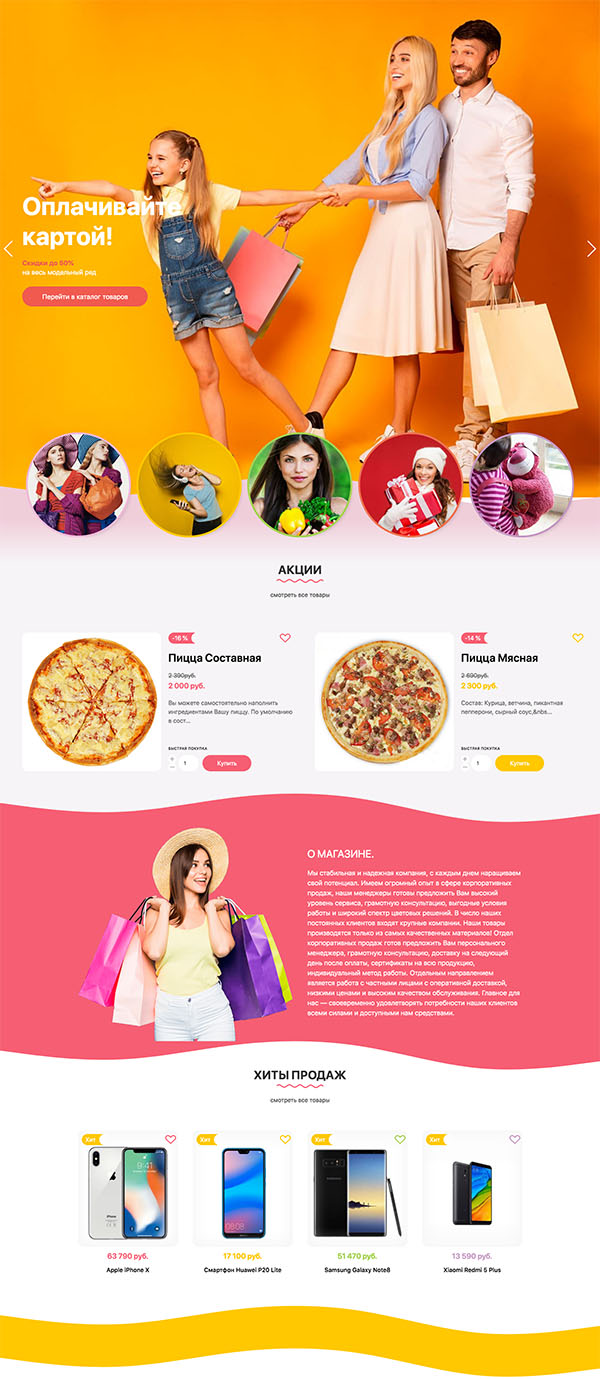 Оплачивайте
картой!
Скидки до 50%
на весь модельный ряд
Перейти в каталог товаров
АКЦИИ
смотреть все товары
-16 %
Пицца Составная
2 390руб.
2 000 руб.
Вы можете самостоятельно наполнить
ингредиентами Вашу пиццу. По умолчанию
в сост...
БЫСТРАЯ ПОКУПКА
+
1
Купить
−
-14 %
Пицца Мясная
2 690руб.
2 300 руб.
Состав: Курица, ветчина, пикантная
пепперони, сырный соус,&nbs...
БЫСТРАЯ ПОКУПКА
+
1
Купить
−
О МАГАЗИНЕ.
Мы стабильная и надежная компания, с каждым днем наращиваем
свой потенциал. Имеем огромный опыт в сфере корпоративных
продаж, наши менеджеры готовы предложить Вам высокий
уровень сервиса, грамотную консультацию, выгодные условия
работы и широкий спектр цветовых решений. В число наших
постоянных клиентов входят крупные компании. Наши товары
производятся только из самых качественных материалов! Отдел
корпоративных продаж готов предложить Вам персонального
менеджера, грамотную консультацию, доставку на следующий
день после оплаты, сертификаты на всю продукцию,
индивидуальный метод работы. Отдельным направлением
является работа с частными лицами с оперативной доставкой,
низкими ценами и высоким качеством обслуживания. Главное для
нас — своевременно удовлетворять потребности наших клиентов
всеми силами и доступными нам средствами.
ХИТЫ ПРОДАЖ
смотреть все товары
Хит
9:41
iPhone
63 790 руб.
Apple iPhone X
Хит
08:08
17 100 руб.
Смартфон Huawei P20 Lite
Хит
SAMSUNG
51 470 руб.
Samsung Galaxy Note8
Хит
13 590 руб.
Xiaomi Redmi 5 Plus